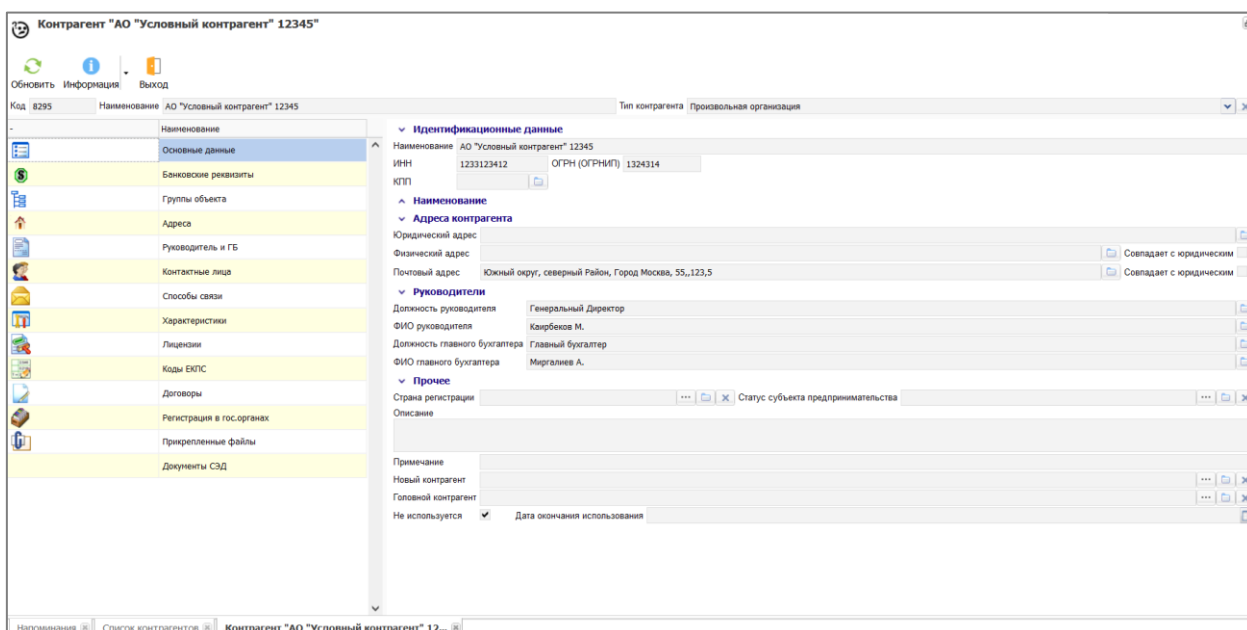 Контрагент "АО "Условный контрагент" 12345"
Обновить Информация Выход
Код 8295 Наименование АО "Условный контрагент" 12345 Тип контрагента Произвольная организация
- Наименование
Основные данные
Банковские реквизиты
Группы объекта
Адреса
Руководитель и ГБ
Контактные лица
Способы связи
Характеристики
Лицензии
Коды ЕКПС
Договоры
Регистрация в гос.органах
Прикрепленные файлы
Документы СЭД
Идентификационные данные
Наименование АО "Условный контрагент" 12345
ИНН 1233123412 ОГРН (ОГРНИП) 1324314
КПП
Наименование
Адреса контрагента
Юридический адрес
Физический адрес Совпадает с юридическим
Почтовый адрес Южный округ, северный Район, Город Москва, 55,,123,5 Совпадает с юридическим
Руководители
Должность руководителя Генеральный Директор
ФИО руководителя Каирбеков М.
Должность главного бухгалтера Главный бухгалтер
ФИО главного бухгалтера Миргалиев А.
Прочее
Страна регистрации Статус субъекта предпринимательства
Описание
Примечание
Новый контрагент
Головной контрагент
Не используется Дата окончания использования
Напоминания Список контрагентов Контрагент "АО "Условный контрагент" 12...